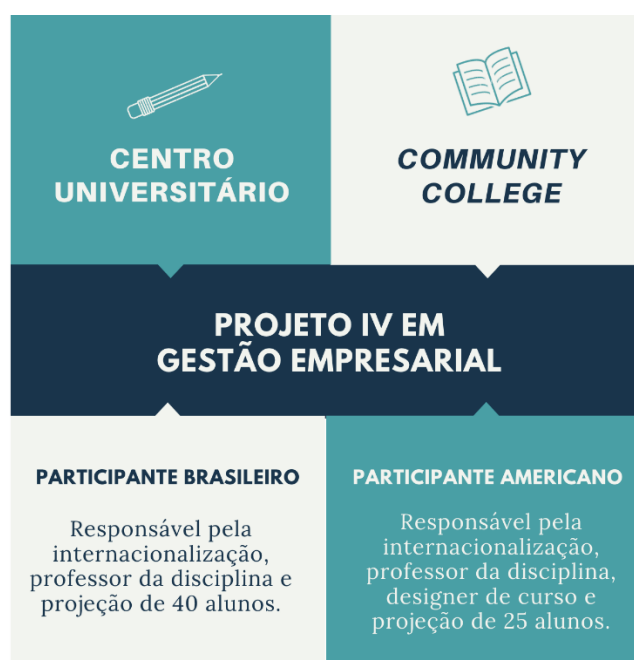 CENTRO
UNIVERSITÁRIO
COMMUNITY
COLLEGE
PROJETO IV EM
GESTÃO EMPRESARIAL
PARTICIPANTE BRASILEIRO
Responsável pela
internacionalização,
professor da disciplina e
projeção de 40 alunos.
PARTICIPANTE AMERICANO
Responsável pela
internacionalização,
professor da disciplina,
designer de curso e
projeção de 25 alunos.